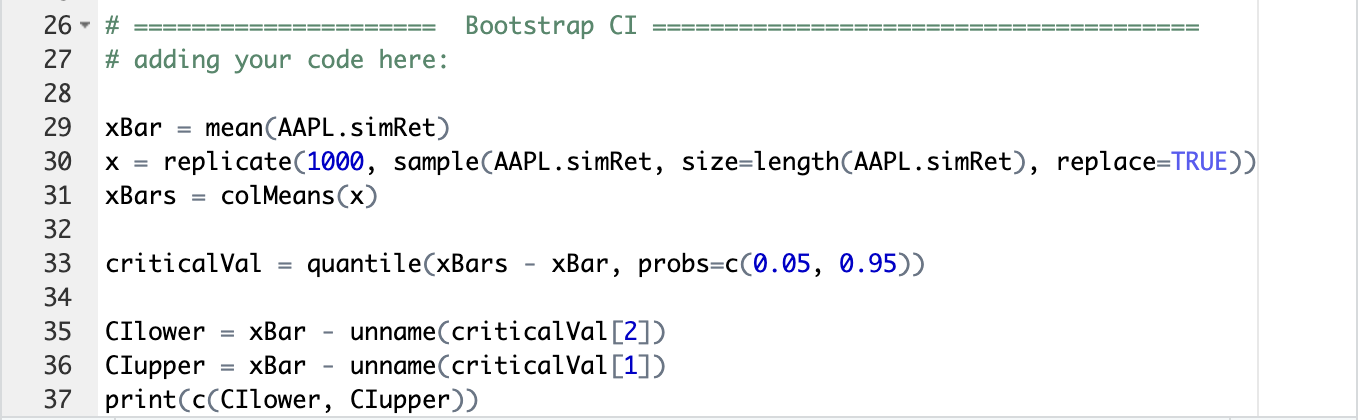 26 # ===================== Bootstrap CI ======================================
27 # adding your code here:
28
29 xBar = mean(AAPL.simRet)
30 x = replicate(1000, sample(AAPL.simRet, size=length(AAPL.simRet), replace=TRUE))
31 xBars = colMeans(x)
32
33 criticalVal = quantile(xBars - xBar, probs=c(0.05, 0.95))
34
35 CIlower = xBar - unname(criticalVal[2])
36 CIupper = xBar - unname(criticalVal[1])
37 print(c(CIlower, CIupper))